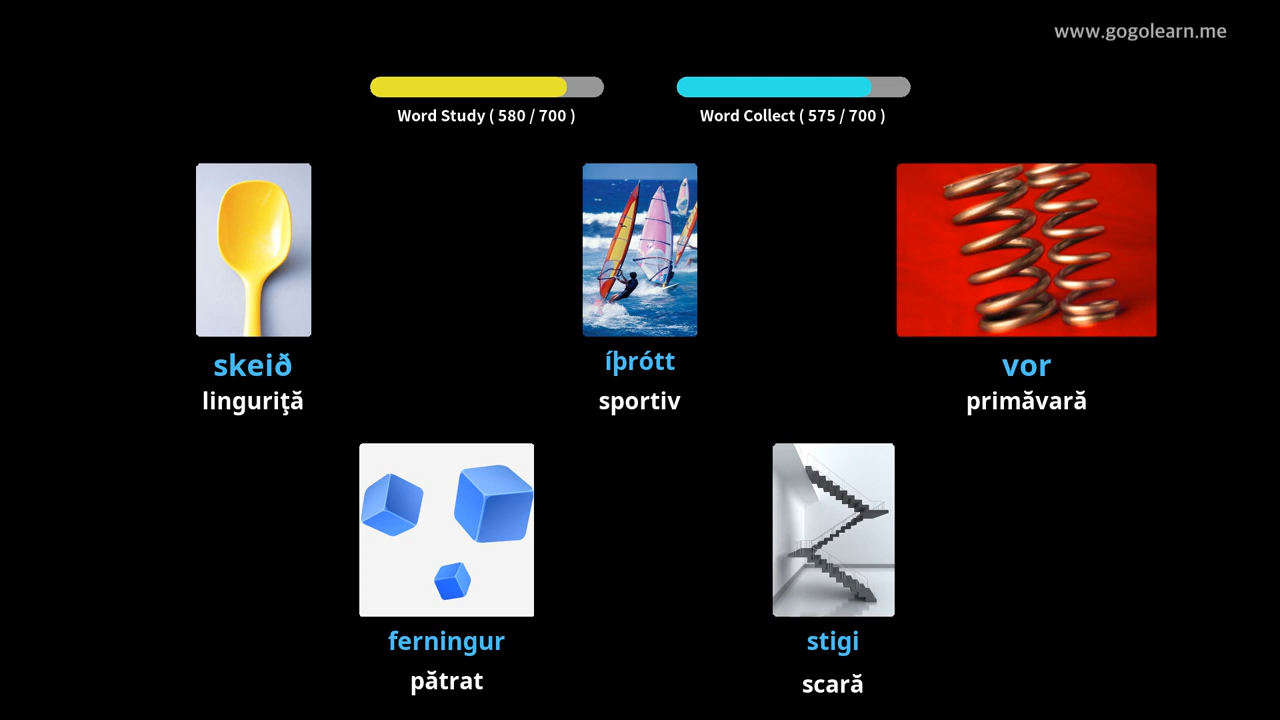 www.gogolearn.me
Word Study ( 580 / 700 )
Word Collect ( 575 / 700 )
skeið
íþrótt
vor
linguriţă
sportiv
primăvară
ferningur
stigi
pătrat
scară